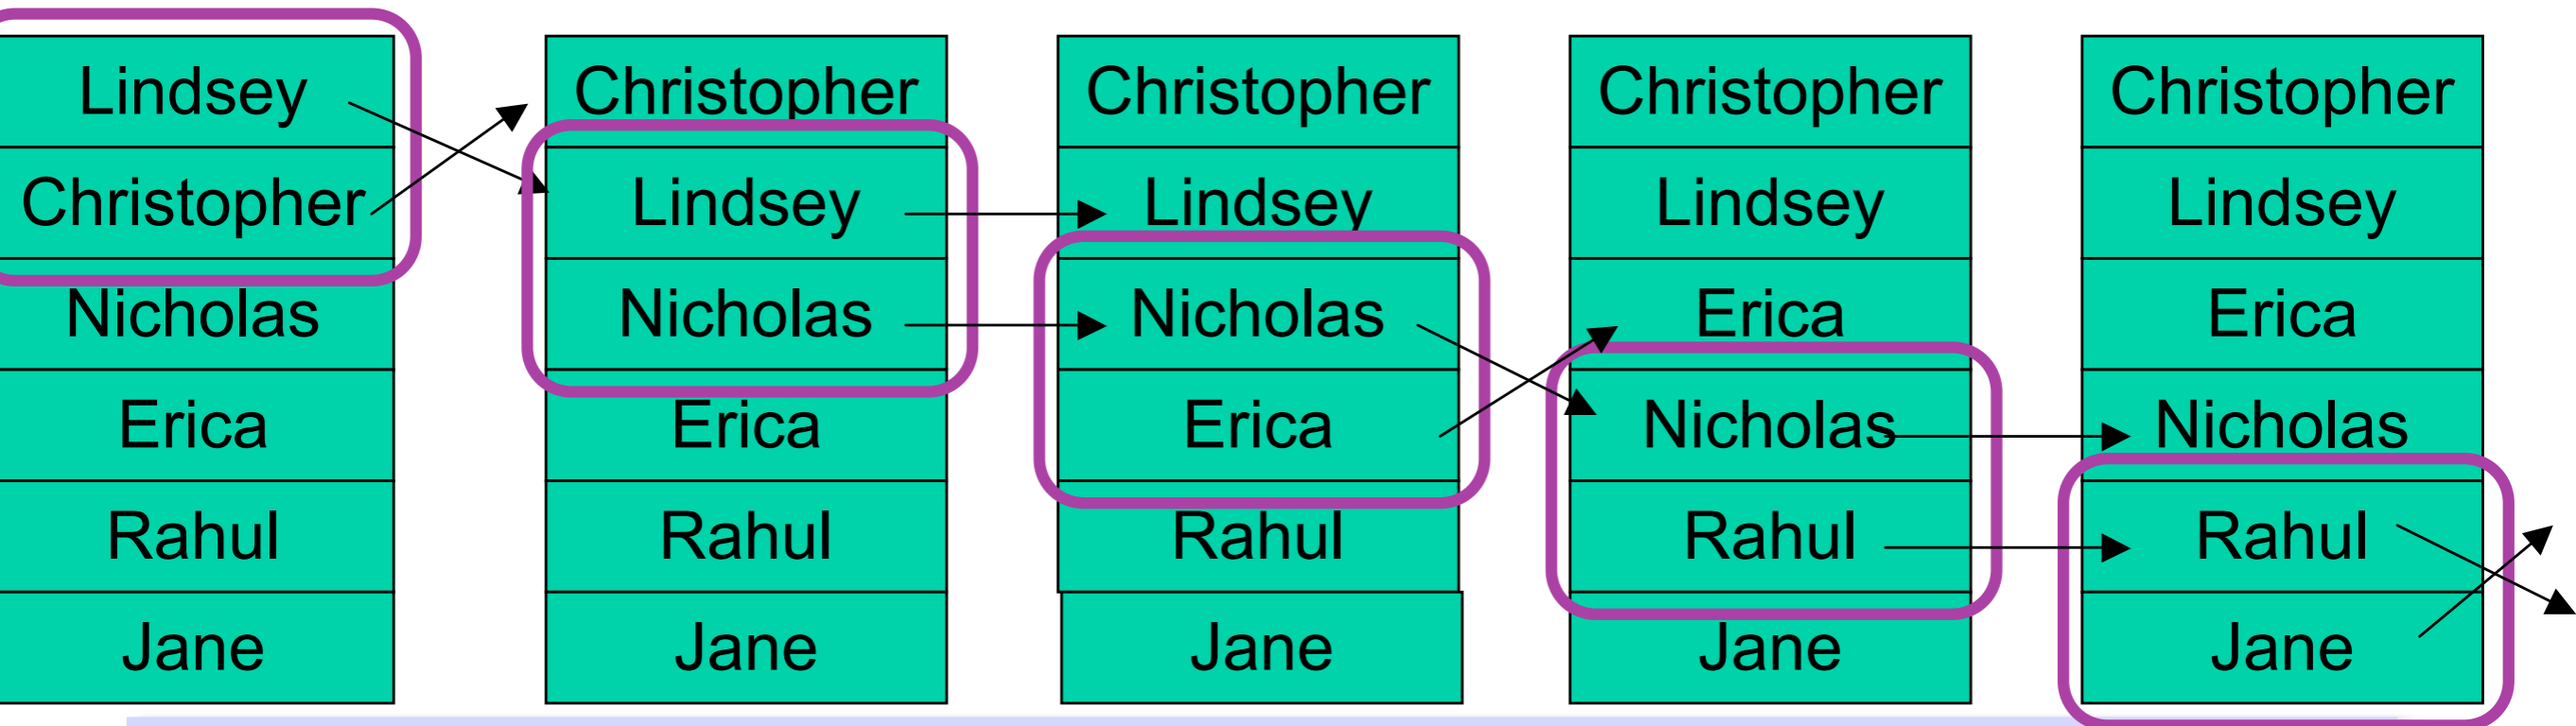 Lindsey Christopher Christopher Christopher Christopher
Christopher Lindsey Lindsey Lindsey Lindsey
Nicholas Nicholas Nicholas Erica Erica
Erica Erica Erica Nicholas Nicholas
Rahul Rahul Rahul Rahul Rahul
Jane Jane Jane Jane Jane